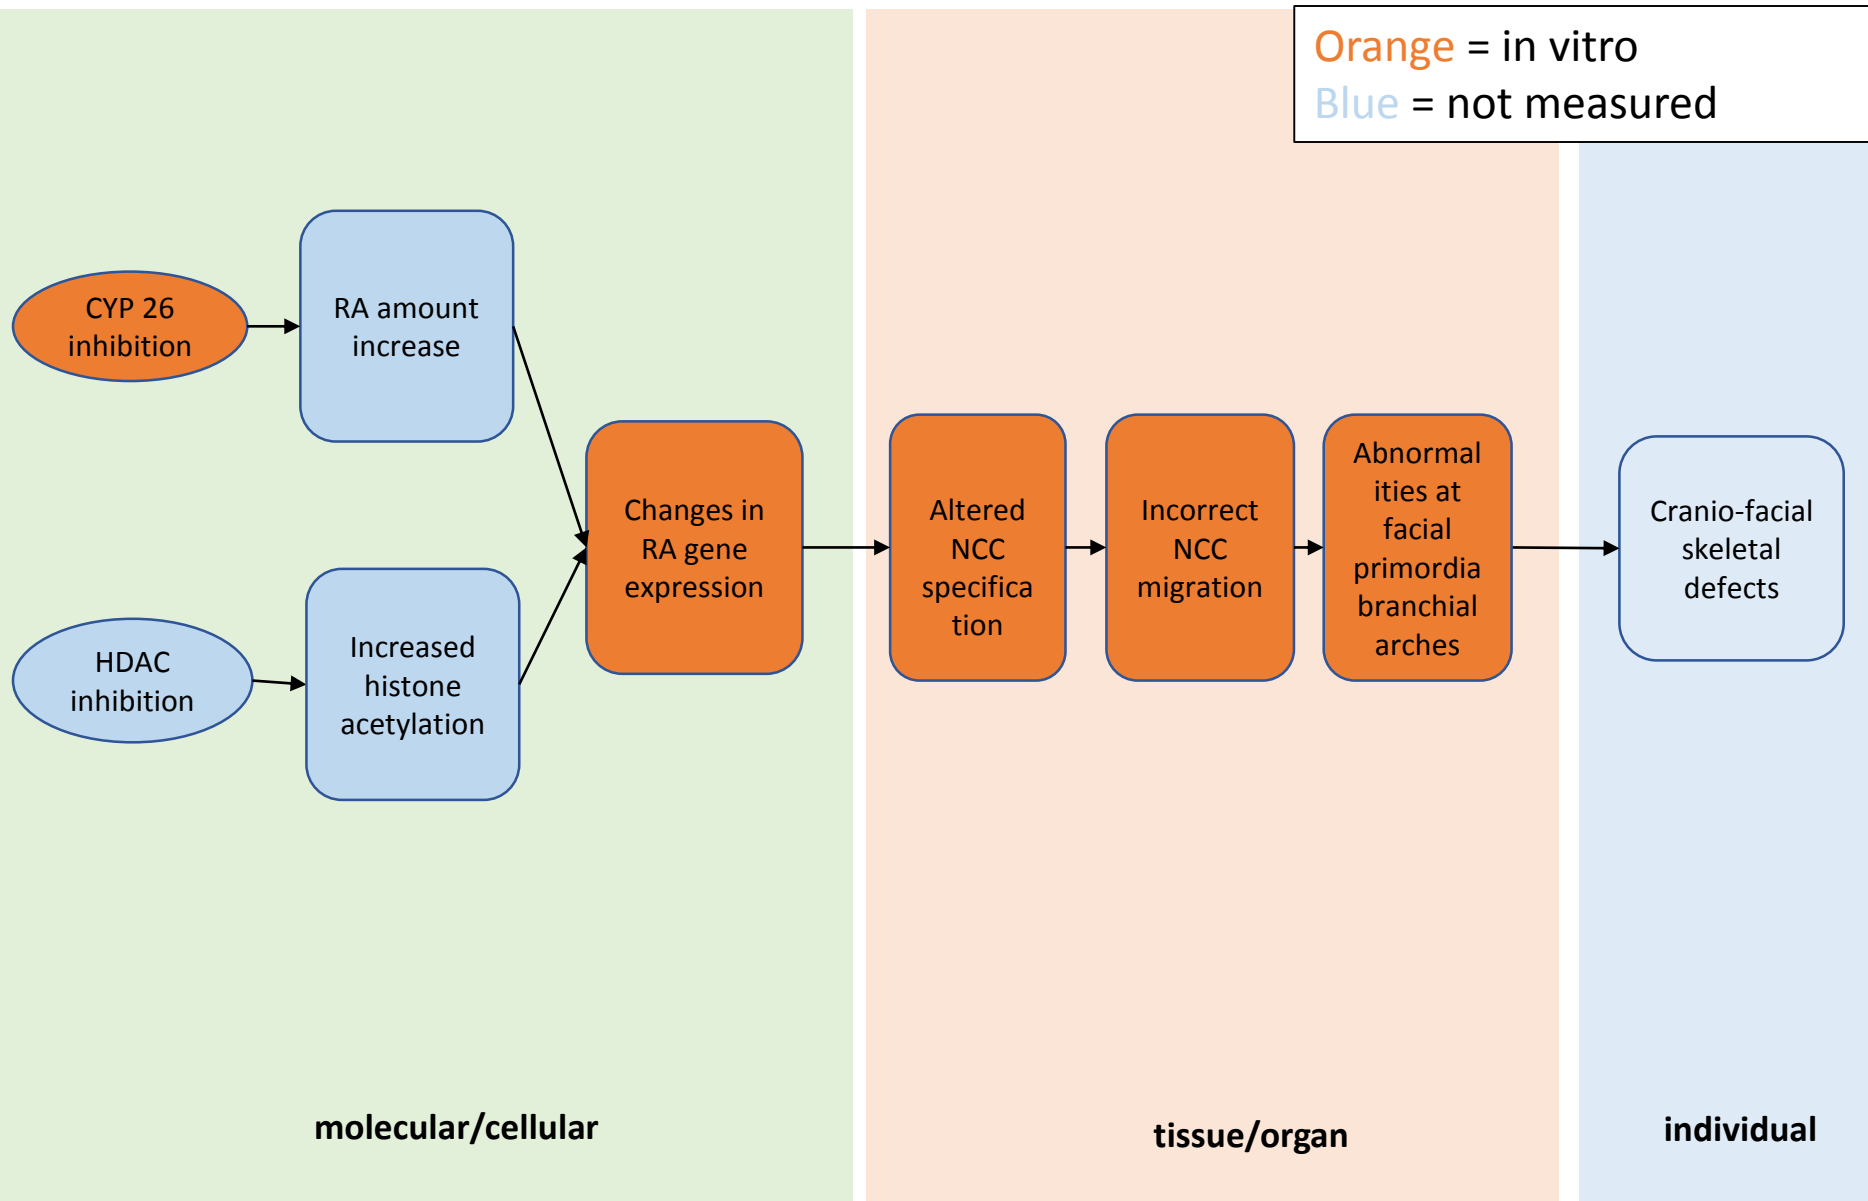 Orange = in vitro
Blue = not measured
CYP 26
inhibition
RA amount
increase
HDAC
inhibition
Increased
histone
acetylation
Changes in
RA gene
expression
Altered
NCC
specifica
tion
Incorrect
NCC
migration
Abnormal
ities at
facial
primordia
branchial
arches
Cranio-facial
skeletal
defects
molecular/cellular
tissue/organ
individual